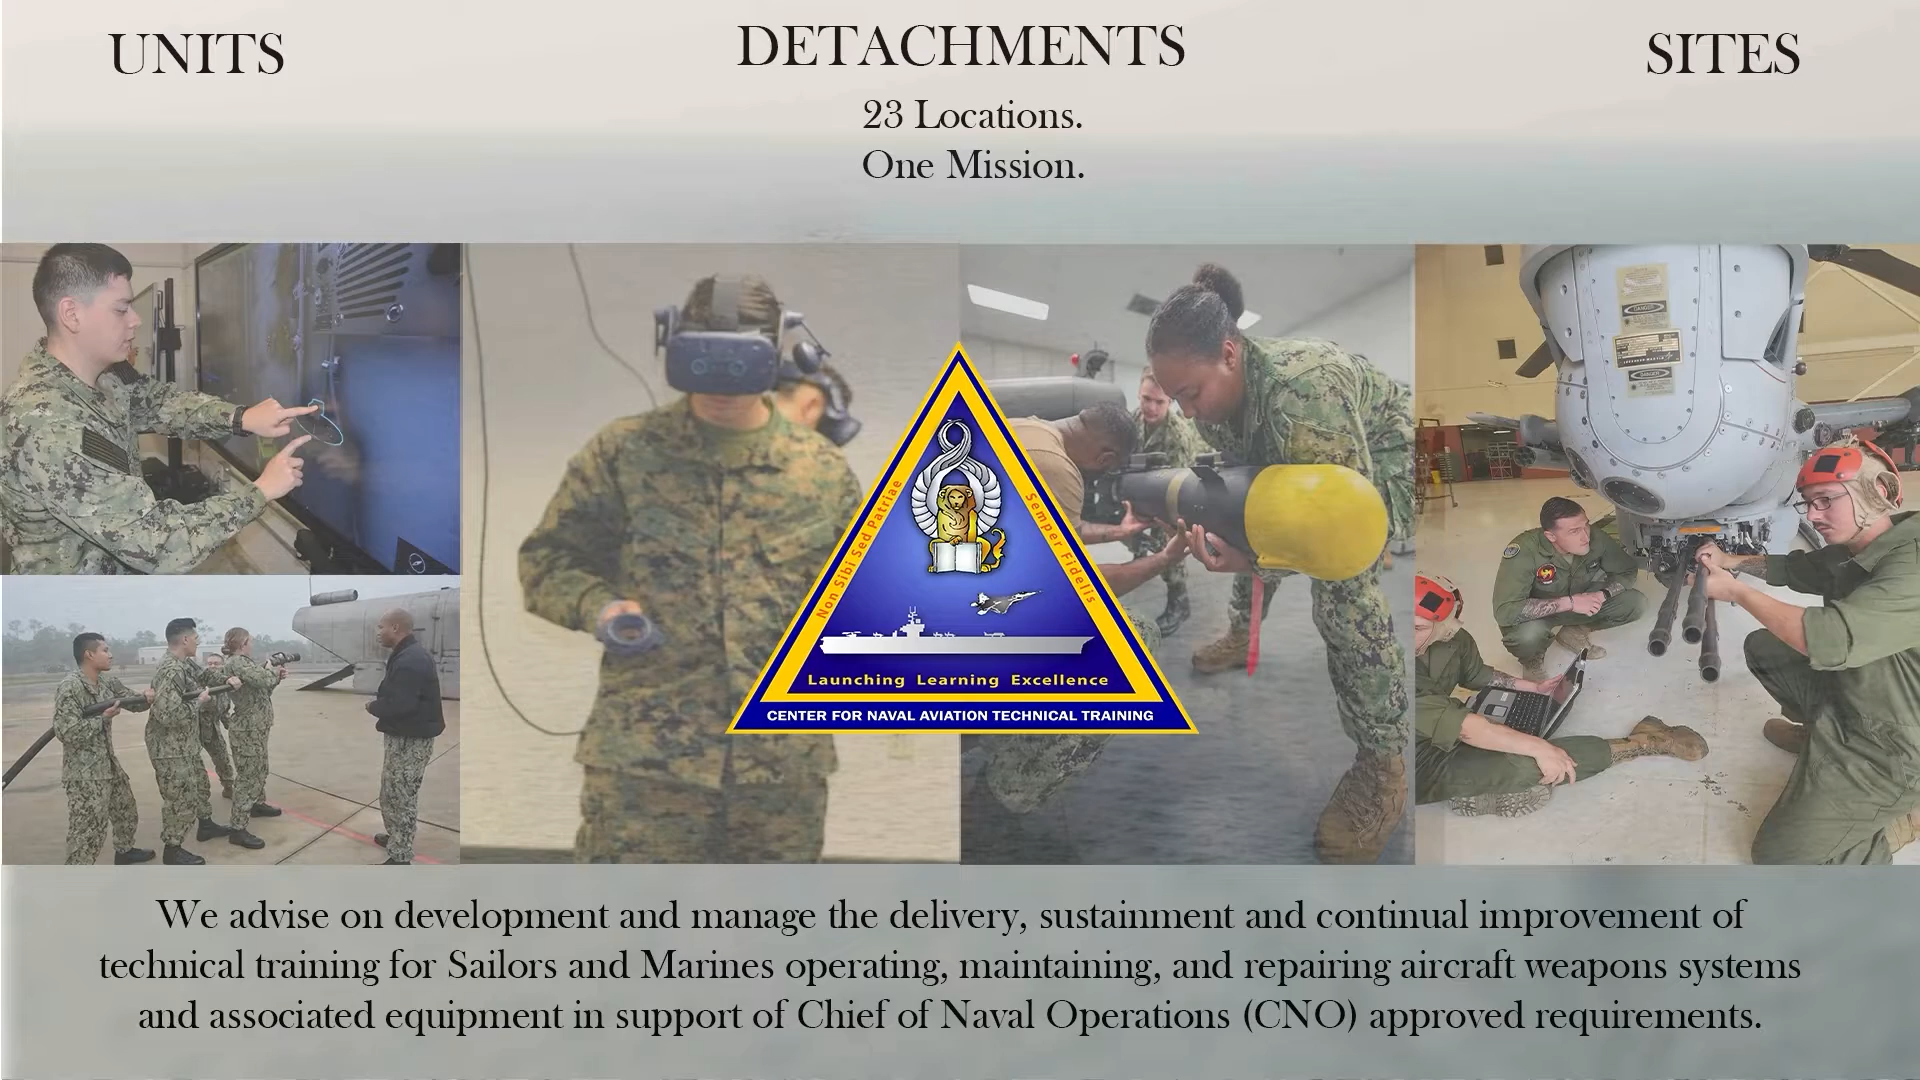 UNITS
DETACHMENTS
SITES
23 Locations.
One Mission.
Non Sibi Sed Patriae
Semper Fidelis
Launching Learning Excellence
CENTER FOR NAVAL AVIATION TECHNICAL TRAINING
We advise on development and manage the delivery, sustainment and continual improvement of
technical training for Sailors and Marines operating, maintaining, and repairing aircraft weapons systems
and associated equipment in support of Chief of Naval Operations (CNO) approved requirements.